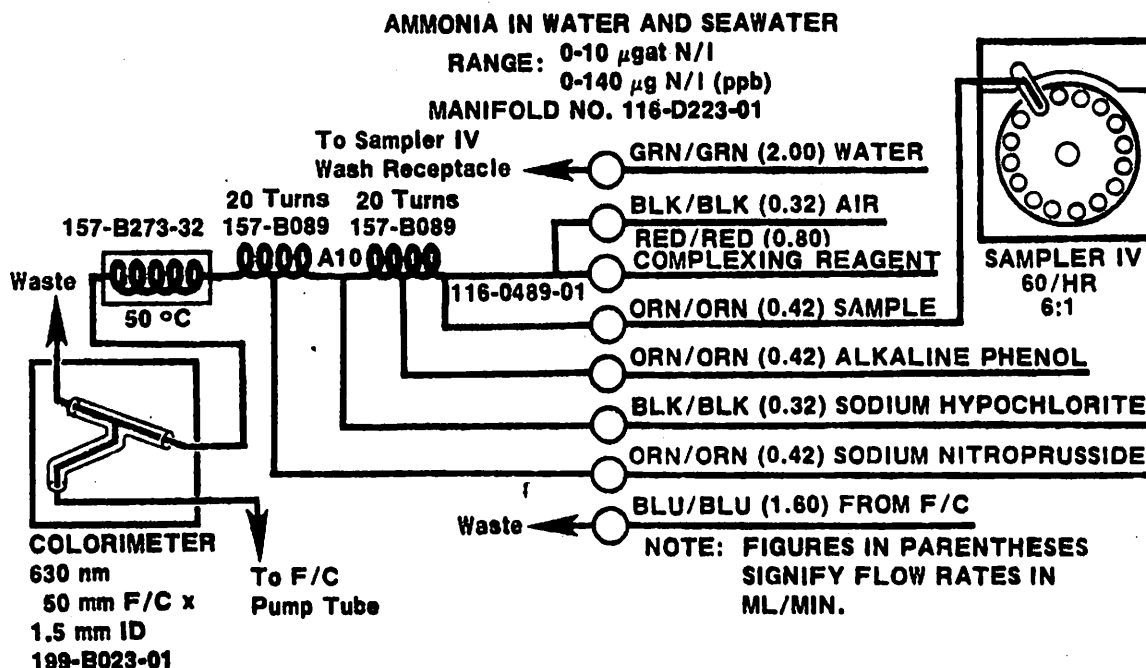 AMMONIA IN WATER AND SEAWATER
RANGE: 0-10 µgat N/l
0-140 µg N/l (ppb)
MANIFOLD NO. 116-D223-01
To Sampler IV
Wash Receptacle
GRN/GRN (2.00) WATER
20 Turns
157-B089
20 Turns
157-B089
157-B273-32
BLK/BLK (0.32) AIR
RED/RED (0.80)
COMPLEXING REAGENT
A10
116-0489-01
SAMPLER IV
60/HR
6:1
Waste
50 °C
ORN/ORN (0.42) SAMPLE
ORN/ORN (0.42) ALKALINE PHENOL
BLK/BLK (0.32) SODIUM HYPOCHLORITE
ORN/ORN (0.42) SODIUM NITROPRUSSIDE
BLU/BLU (1.60) FROM F/C
Waste
NOTE: FIGURES IN PARENTHESES
SIGNIFY FLOW RATES IN
ML/MIN.
COLORIMETER
630 nm
50 mm F/C x
1.5 mm ID
199-B023-01
To F/C
Pump Tube